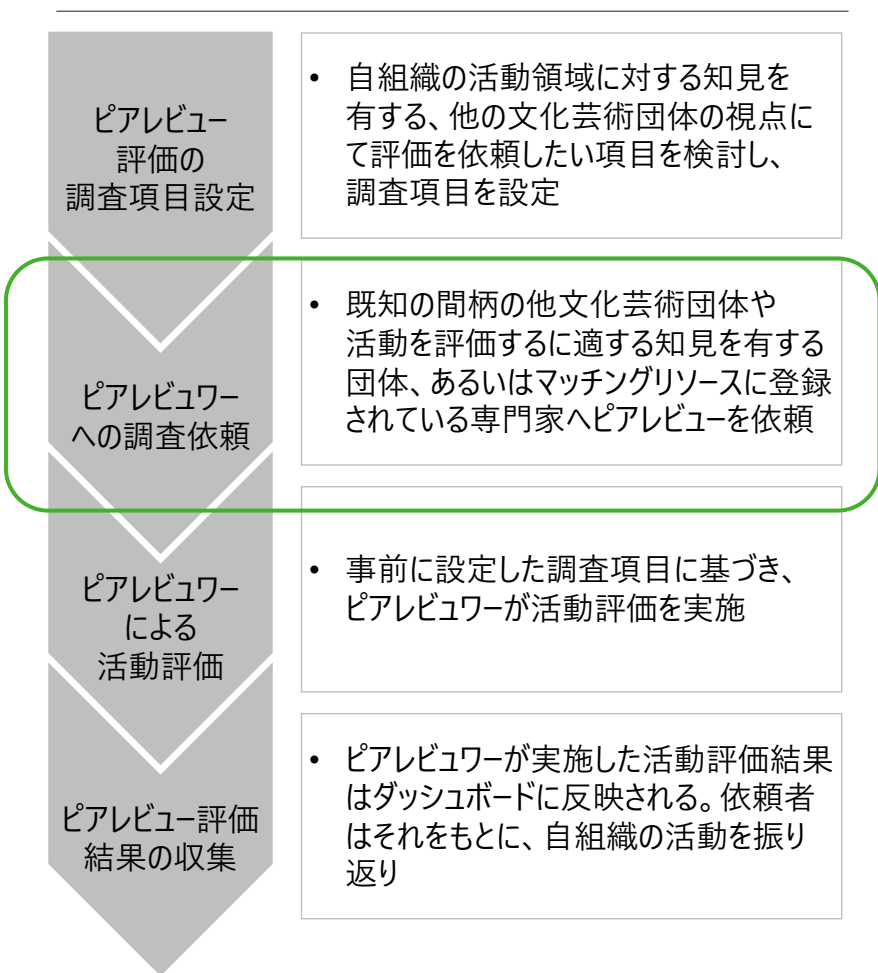 ピアレビュー
評価の
調査項目設定
• 自組織の活動領域に対する知見を
有する、他の文化芸術団体の視点に
て評価を依頼したい項目を検討し、
調査項目を設定
ピアレビュワー
への調査依頼
• 既知の間柄の他文化芸術団体や
活動を評価するに適する知見を有する
団体、あるいはマッチングリソースに登録
されている専門家へピアレビューを依頼
ピアレビュワー
による
活動評価
• 事前に設定した調査項目に基づき、
ピアレビュワーが活動評価を実施
ピアレビュー評価
結果の収集
• ピアレビュワーが実施した活動評価結果
はダッシュボードに反映される。依頼者
はそれをもとに、自組織の活動を振り
返り